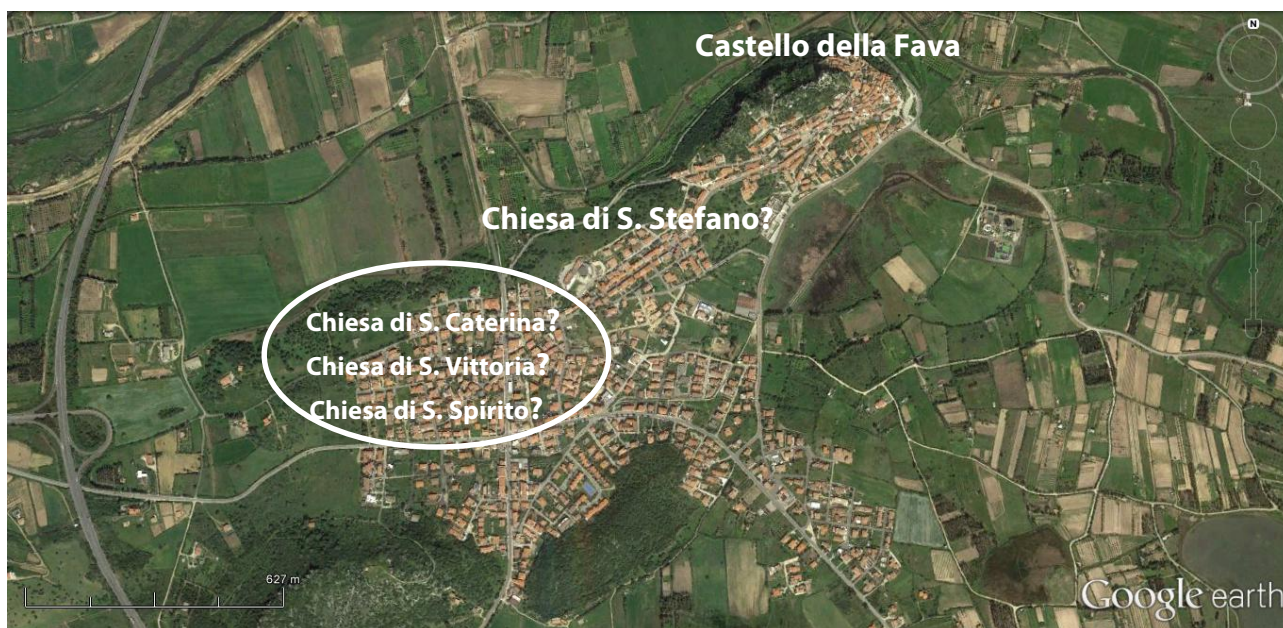 N
Castello della Fava
Chiesa di S. Stefano?
Chiesa di S. Caterina?
Chiesa di S. Vittoria?
Chiesa di S. Spirito?
627 m
Google earth